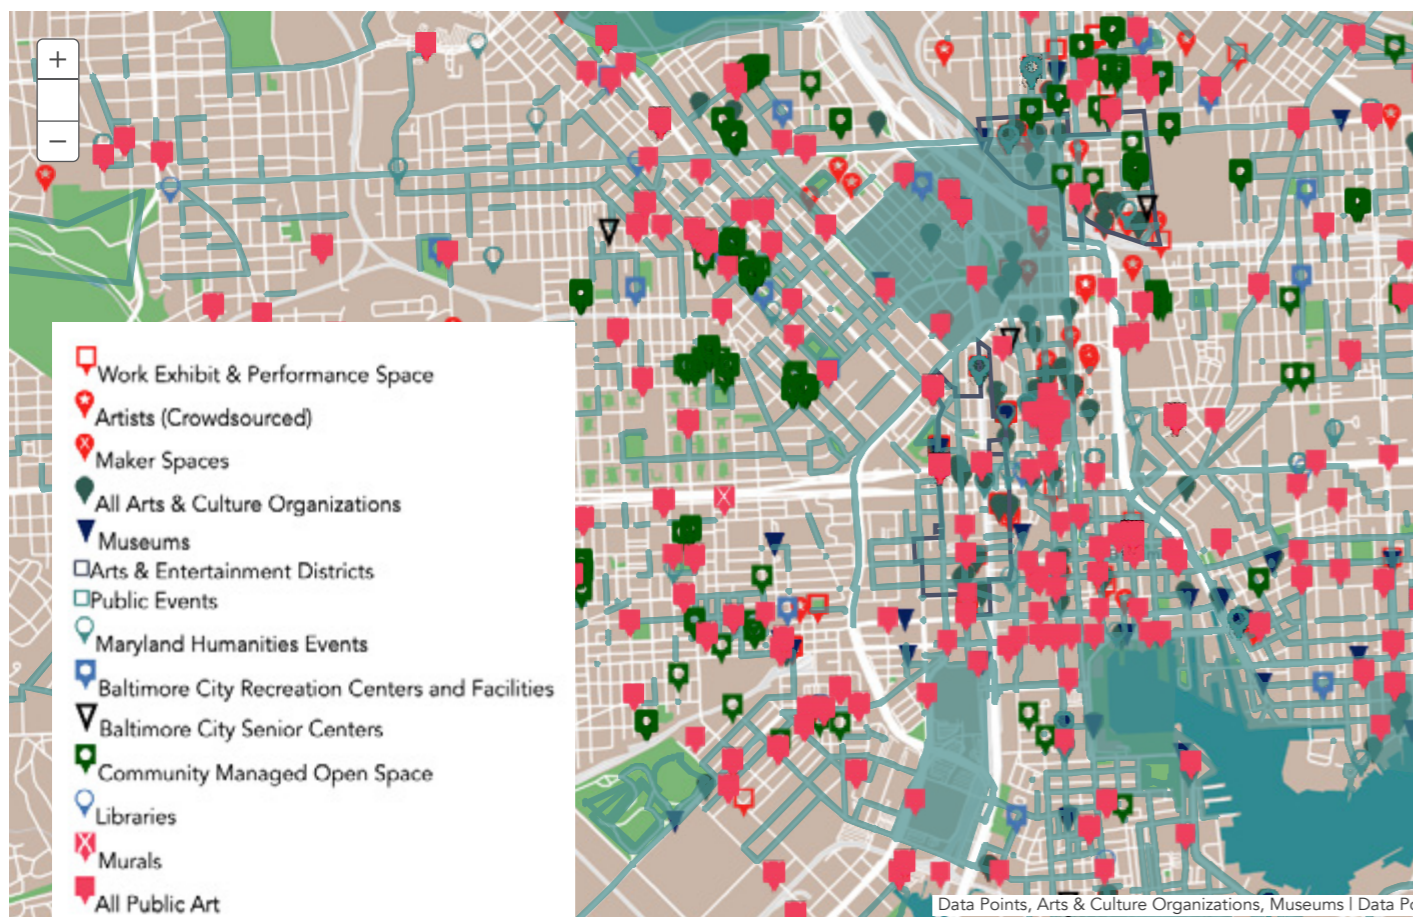 +
−
Work Exhibit & Performance Space
Artists (Crowdsourced)
Maker Spaces
All Arts & Culture Organizations
Museums
Arts & Entertainment Districts
Public Events
Maryland Humanities Events
Baltimore City Recreation Centers and Facilities
Baltimore City Senior Centers
Community Managed Open Space
Libraries
Murals
All Public Art
Data Points, Arts & Culture Organizations, Museums | Data